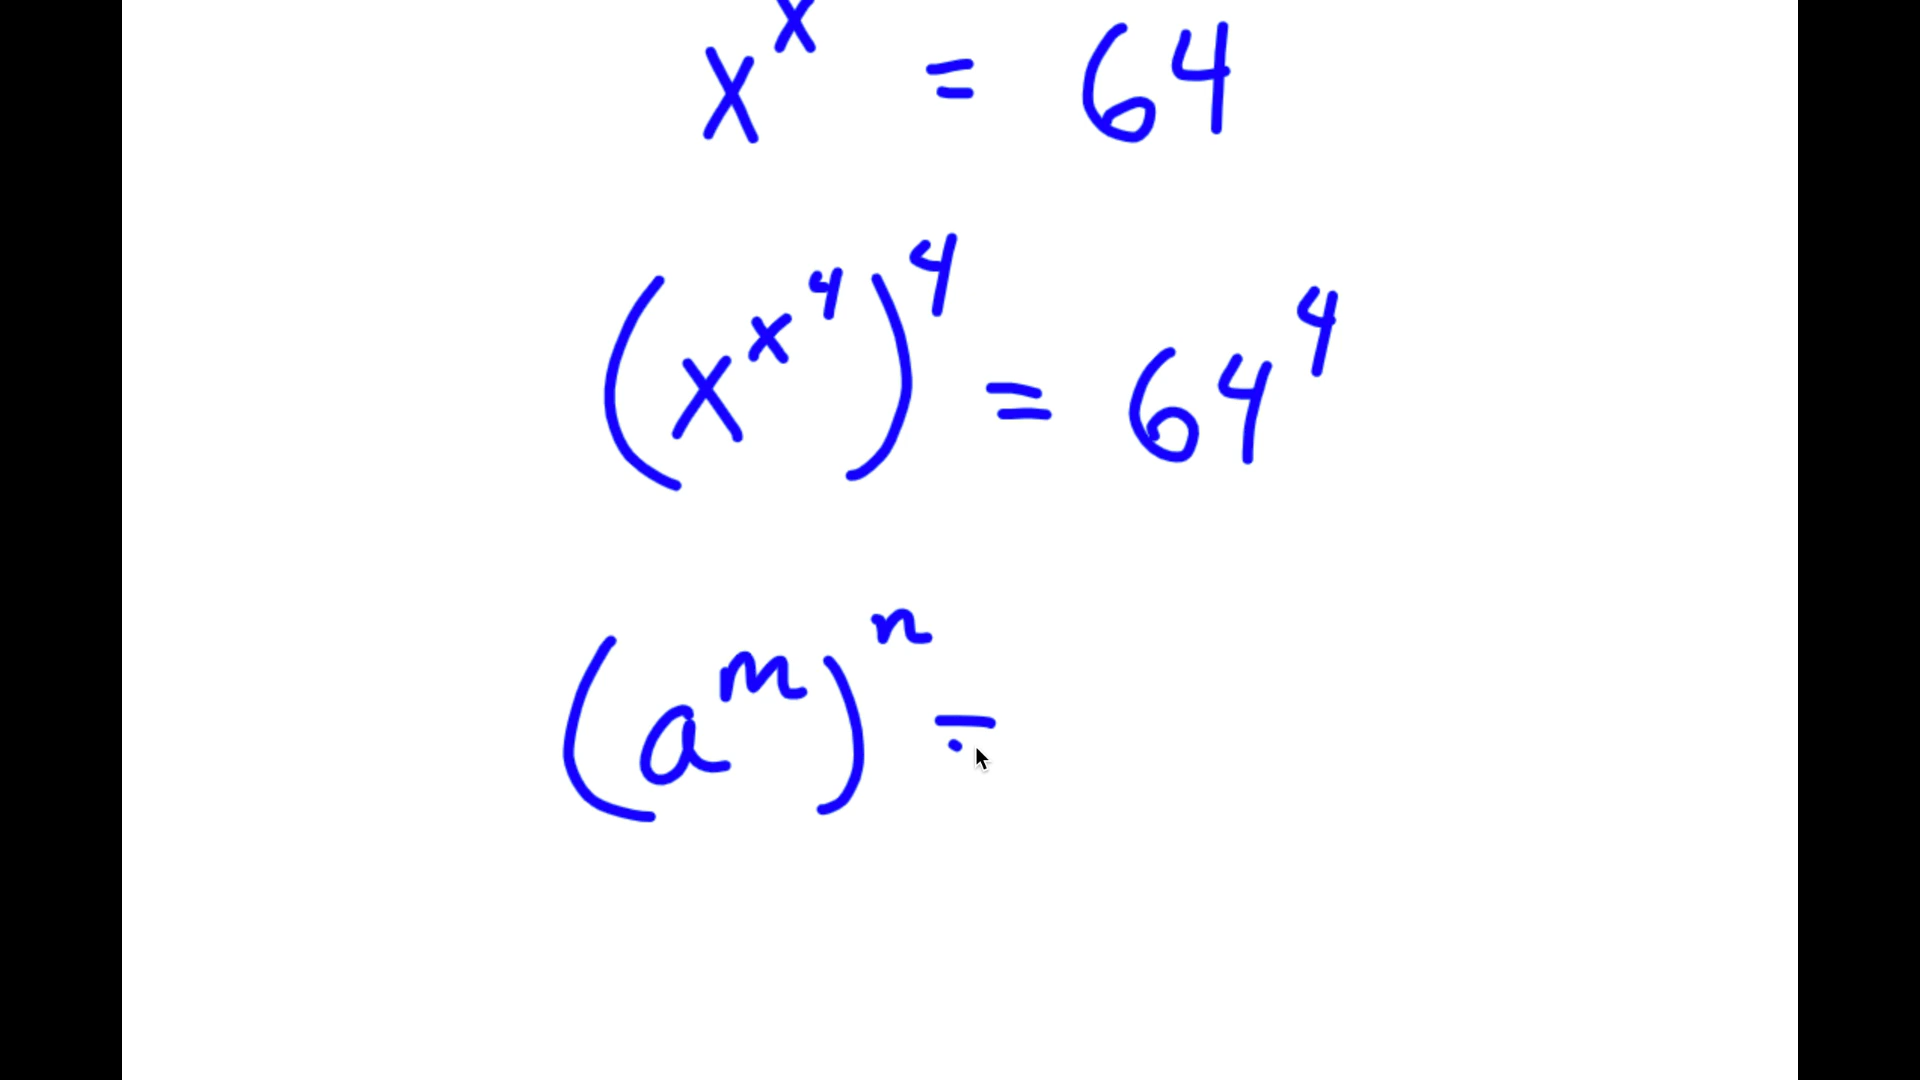 x^x = 64
(x^x^4)^4 = 64^4
(a^m)^n =